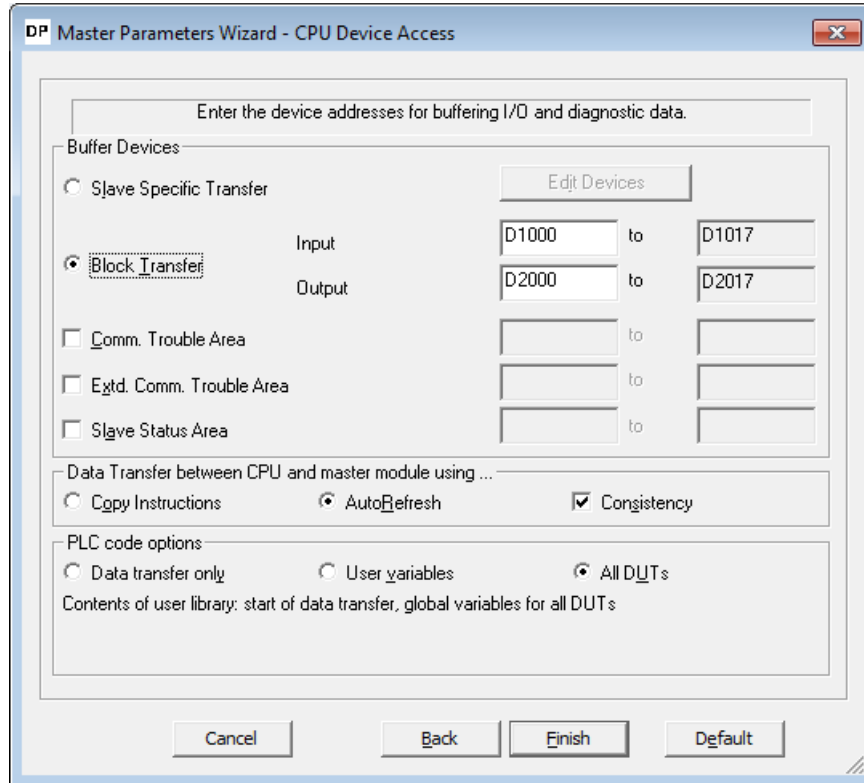 DP Master Parameters Wizard - CPU Device Access
Enter the device addresses for buffering I/O and diagnostic data.
Buffer Devices
Slave Specific Transfer Edit Devices
Input D1000 to D1017
Block Transfer
Output D2000 to D2017
Comm. Trouble Area to
Extd. Comm. Trouble Area to
Slave Status Area to
Data Transfer between CPU and master module using ...
Copy Instructions AutoRefresh Consistency
PLC code options
Data transfer only User variables All DUTs
Contents of user library: start of data transfer, global variables for all DUTs
Cancel Back Finish Default